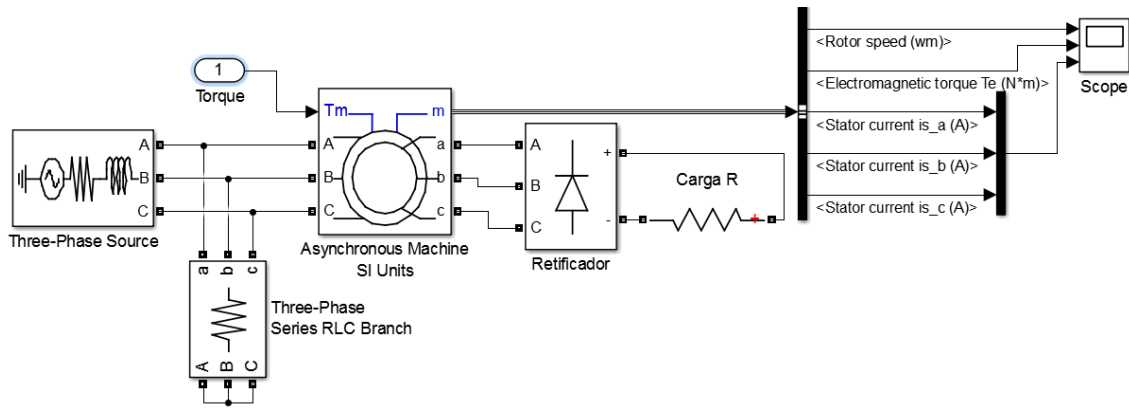 <Rotor speed (wm)>
Scope
1
Torque
<Electromagnetic torque Te (N*m)>
Tm
m
<Stator current is_a (A)>
A
A
a
A
+
<Stator current is_b (A)>
B
B
b
B
Carga R
C
C
c
C
-
<Stator current is_c (A)>
Three-Phase Source
Asynchronous Machine
SI Units
Retificador
a
b
c
Three-Phase
Series RLC Branch
A
B
C